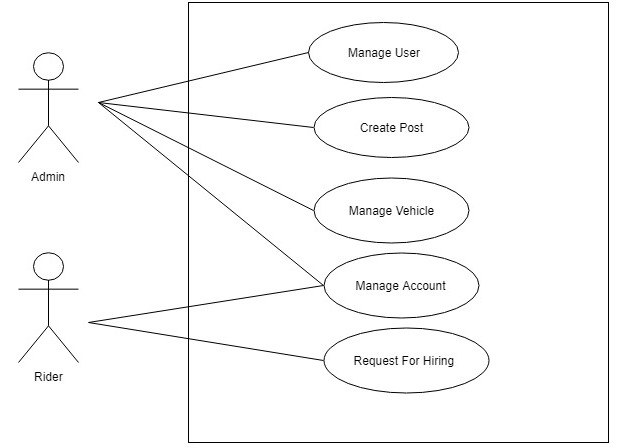 Manage User
Create Post
Admin
Manage Vehicle
Manage Account
Request For Hiring
Rider